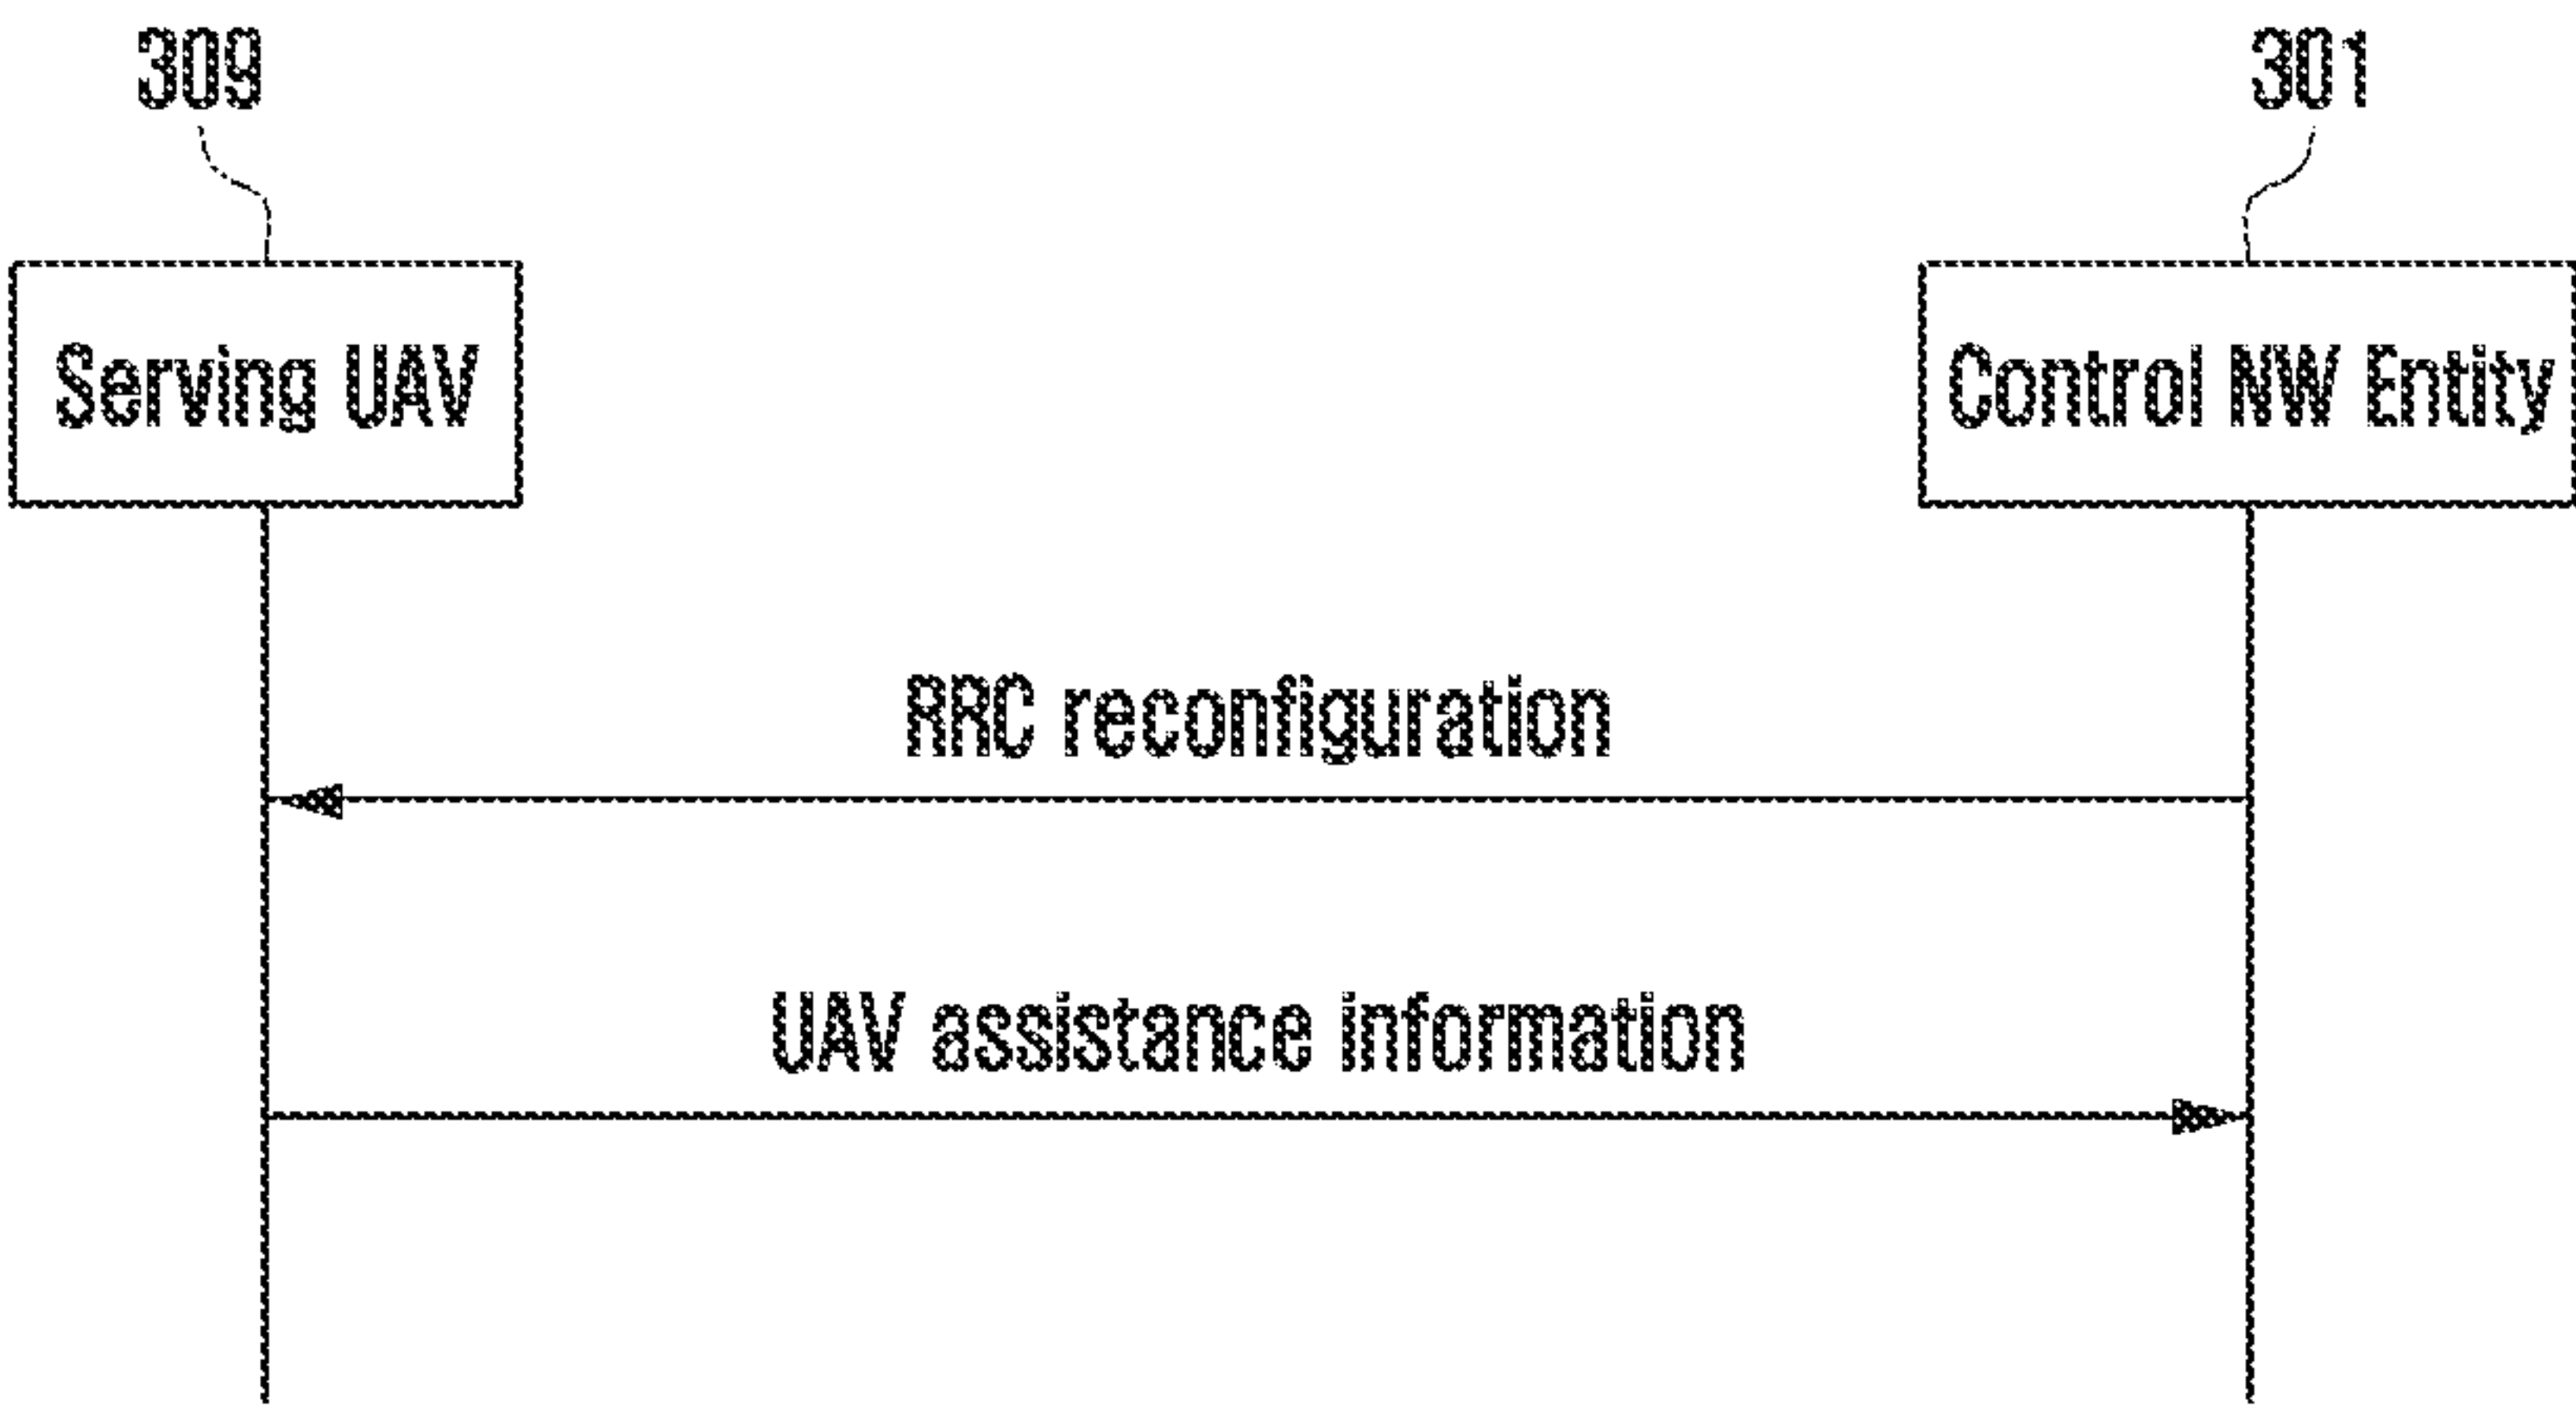 309
301
Serving UAV
Control NW Entity
RRC reconfiguration
UAV assistance information